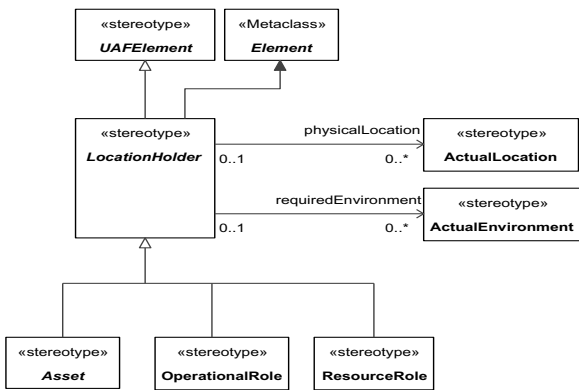 «stereotype»
UAFElement
«Metaclass»
Element
«stereotype»
LocationHolder
physicalLocation
0..1
0..*
«stereotype»
ActualLocation
requiredEnvironment
0..1
0..*
«stereotype»
ActualEnvironment
«stereotype»
Asset
«stereotype»
OperationalRole
«stereotype»
ResourceRole